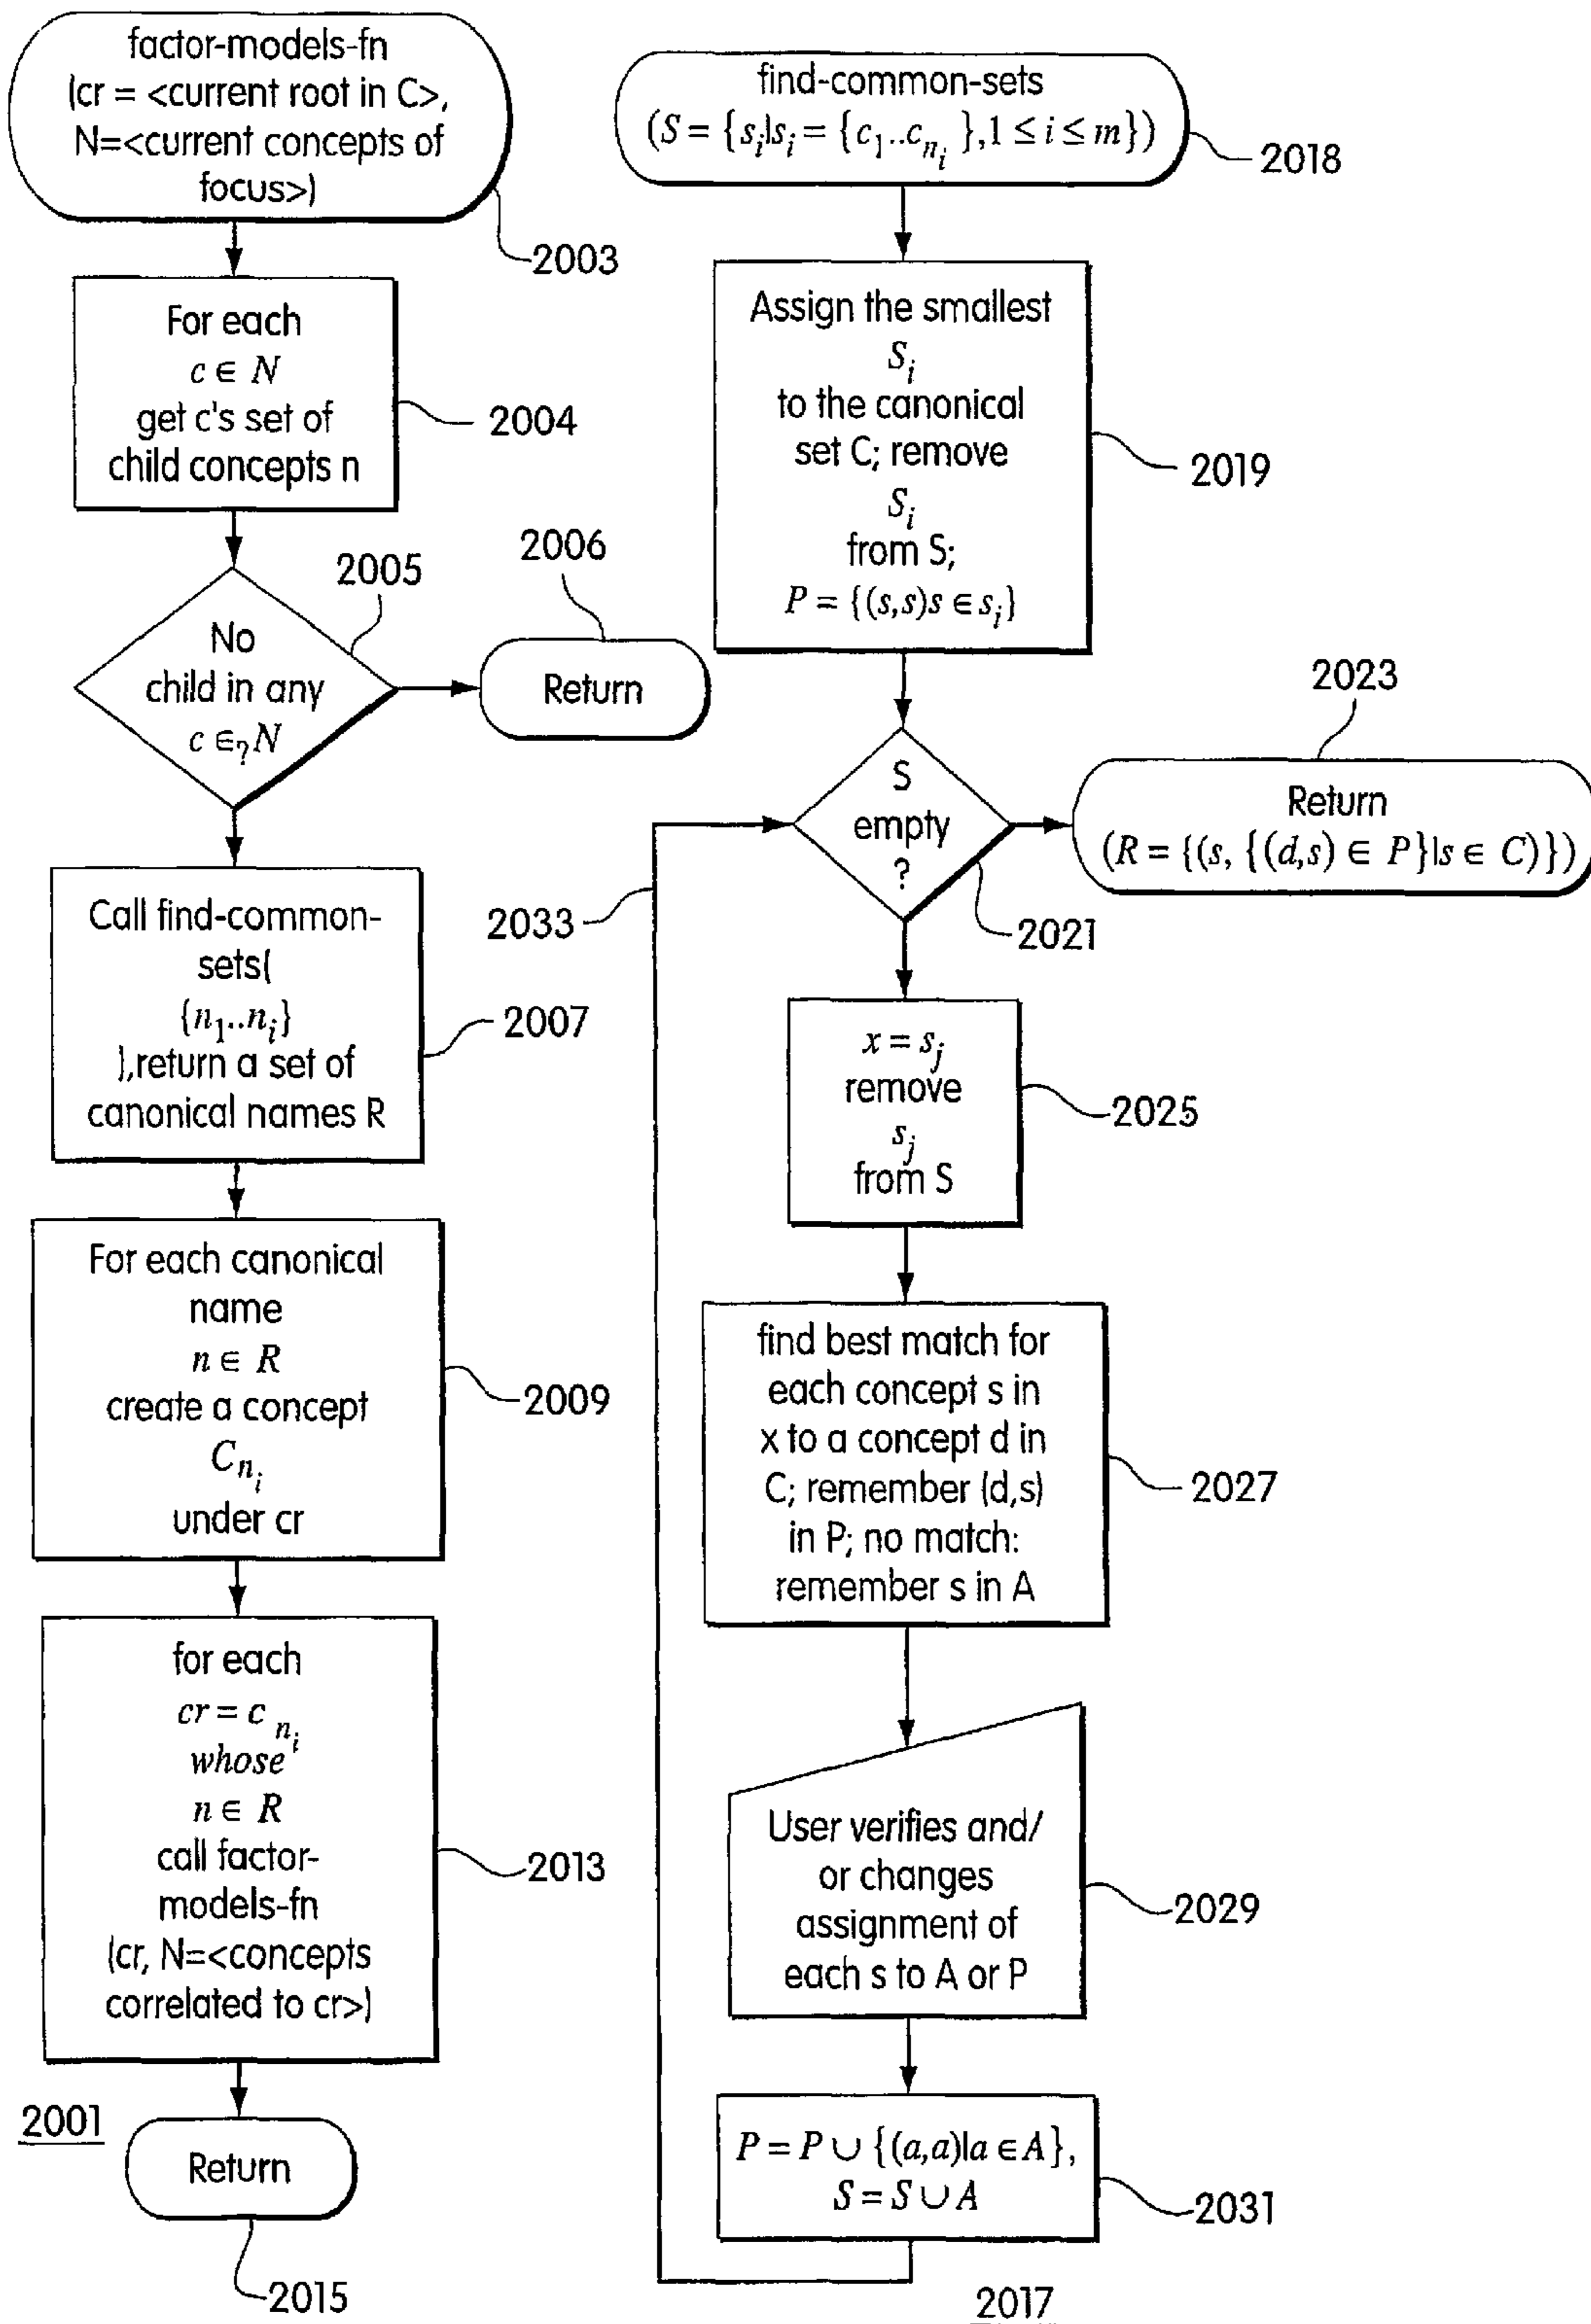 factor-models-fn
(cr = <current root in C>,
N=<current concepts of
focus>)
2003
For each
c ∈ N
get c's set of
child concepts n
2004
No
child in any
c ∈?N
2005
2006
Return
Call find-common-
sets(
{n1..ni}
),return a set of
canonical names R
2007
For each canonical
name
n ∈ R
create a concept
Cni
under cr
2009
for each
cr = c ni
whose
n ∈ R
call factor-
models-fn
(cr, N=<concepts
correlated to cr>)
2013
2001
Return
2015
find-common-sets
(S = {si|si = {c1..cni },1 ≤ i ≤ m})
2018
Assign the smallest
Si
to the canonical
set C; remove
Si
from S;
P = {(s,s)s ∈ si}
2019
S
empty
?
2021
2023
Return
(R = {(s, {(d,s) ∈ P}|s ∈ C)})
2033
x = sj
remove
sj
from S
2025
find best match for
each concept s in
x to a concept d in
C; remember (d,s)
in P; no match:
remember s in A
2027
User verifies and/
or changes
assignment of
each s to A or P
2029
P = P ∪ {(a,a)|a ∈ A},
S = S ∪ A
2031
2017